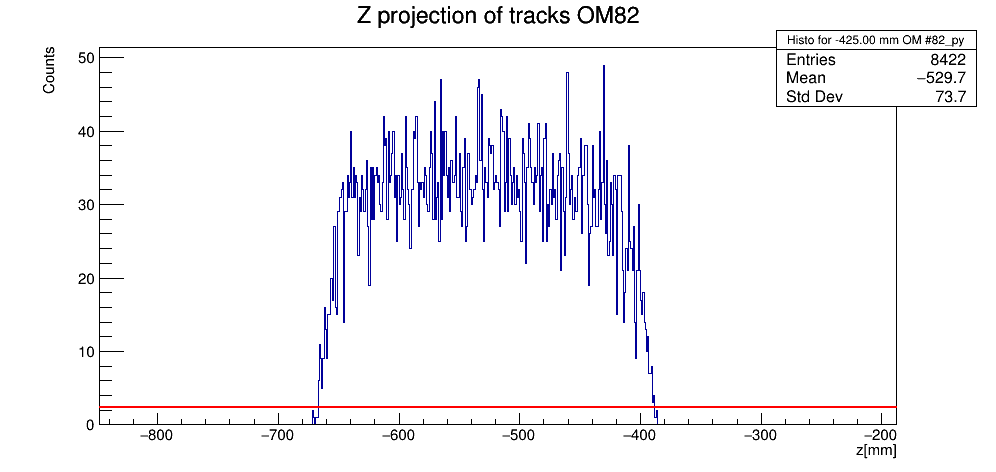 Z projection of tracks OM82
Histo for -425.00 mm OM #82_py
Entries 8422
Mean −529.7
Std Dev 73.7
Counts
50
40
30
20
10
0
−800 −700 −600 −500 −400 −300 −200
z[mm]